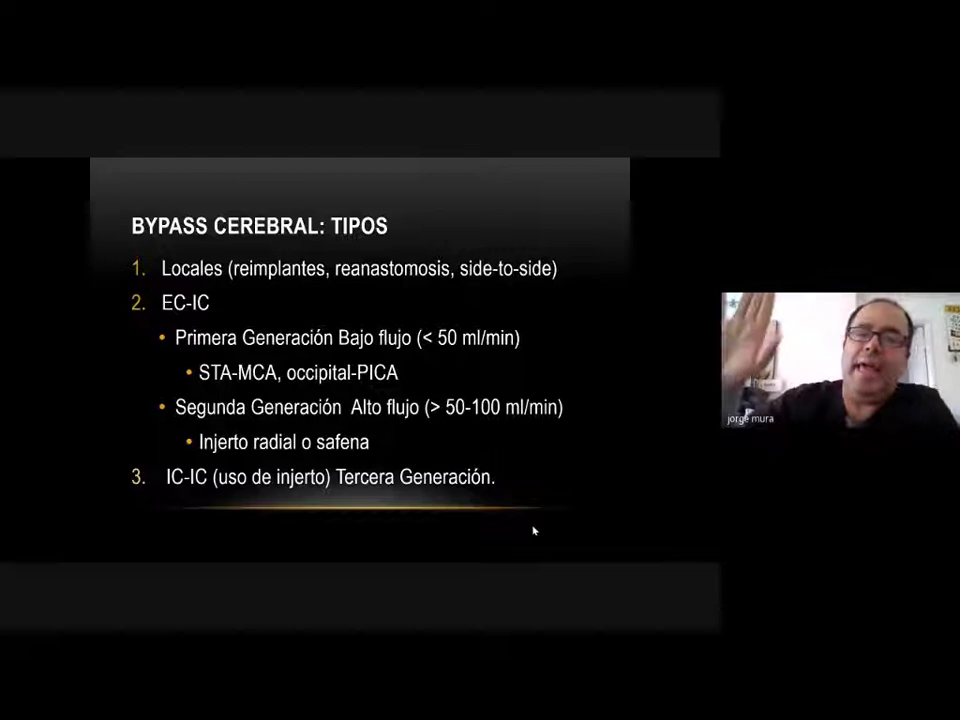 BYPASS CEREBRAL: TIPOS
1. Locales (reimplantes, reanastomosis, side-to-side)
2. EC-IC
• Primera Generación Bajo flujo (< 50 ml/min)
• STA-MCA, occipital-PICA
• Segunda Generación Alto flujo (> 50-100 ml/min)
• Injerto radial o safena
3. IC-IC (uso de injerto) Tercera Generación.
jorge mura